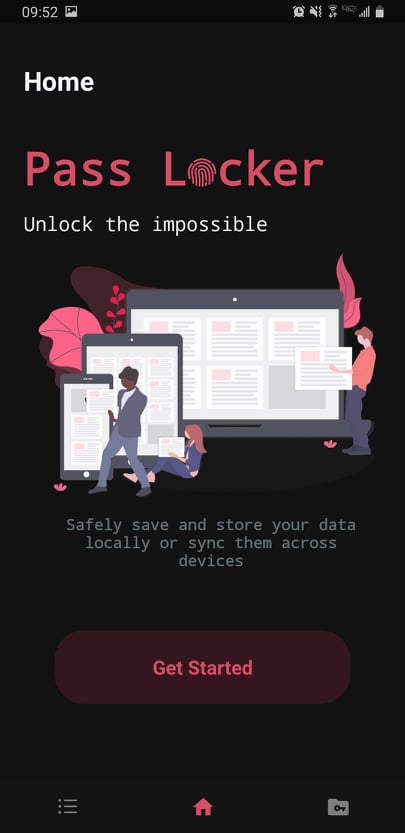 09:52
Home
Pass Locker
Unlock the impossible
Safely save and store your data
locally or sync them across
devices
Get Started